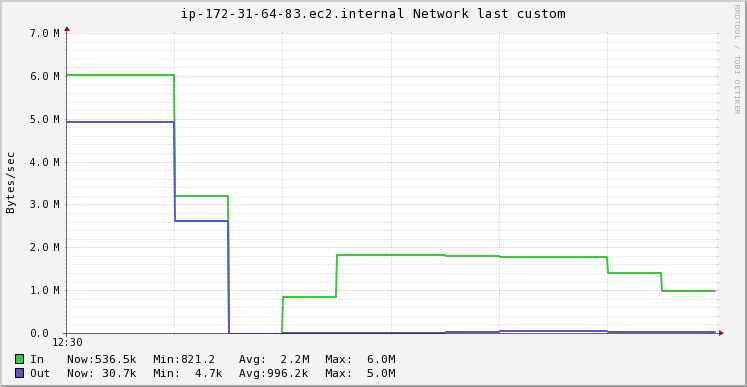 ip-172-31-64-83.ec2.internal Network last custom
RRDTOOL / TOBI OETIKER
Bytes/sec
7.0 M
6.0 M
5.0 M
4.0 M
3.0 M
2.0 M
1.0 M
0.0
12:30
In Now:536.5k Min:821.2 Avg: 2.2M Max: 6.0M
Out Now: 30.7k Min: 4.7k Avg:996.2k Max: 5.0M